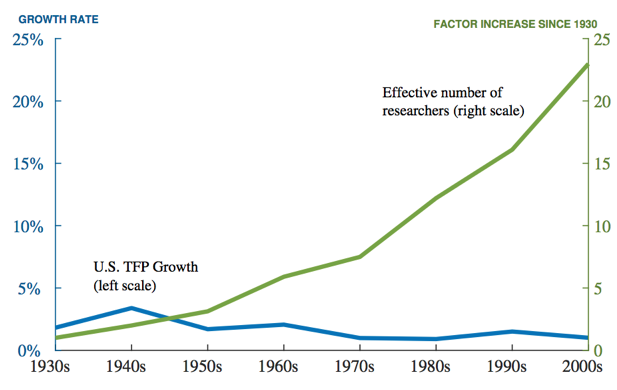 GROWTH RATE
FACTOR INCREASE SINCE 1930
25%
25
20%
Effective number of
researchers (right scale)
20
15%
15
10%
10
U.S. TFP Growth
(left scale)
5%
5
0%
0
1930s 1940s 1950s 1960s 1970s 1980s 1990s 2000s